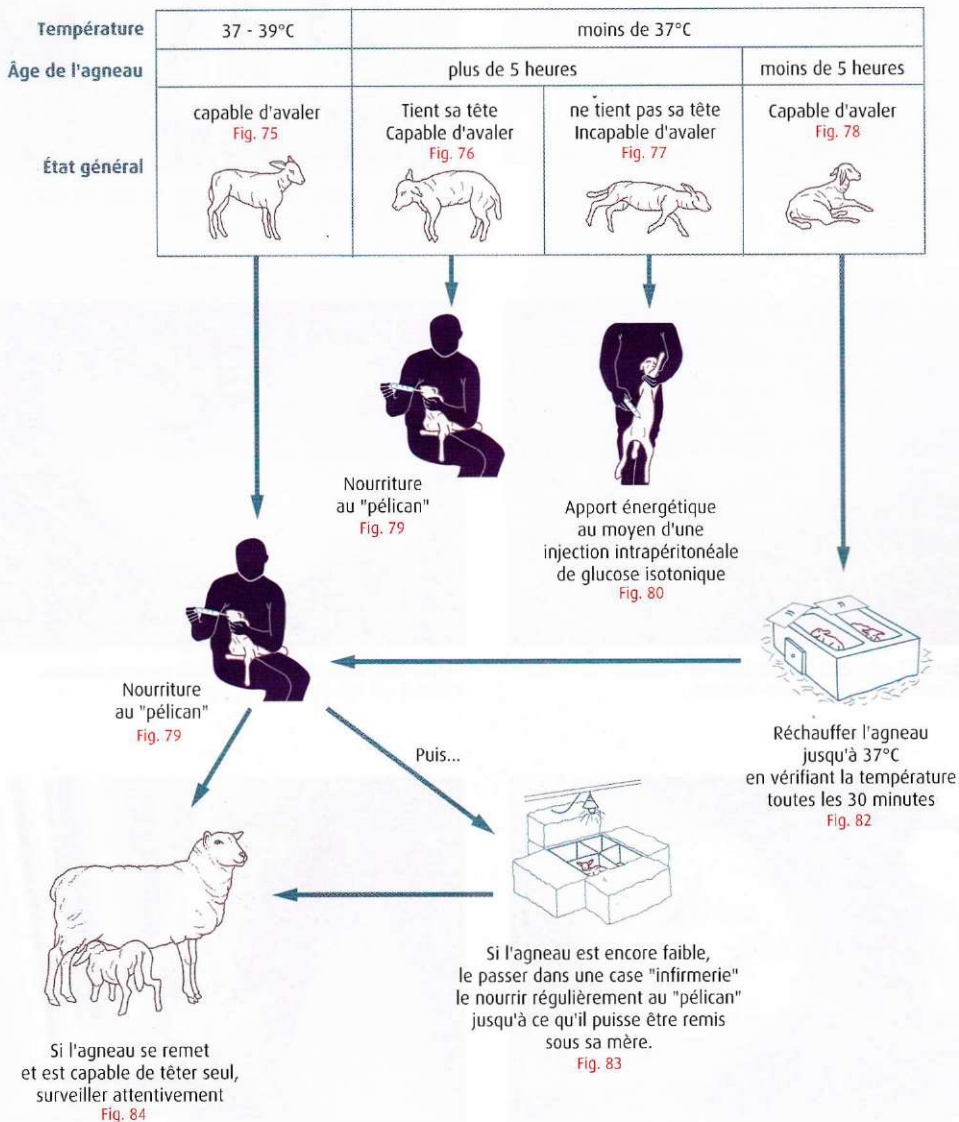 Température
37 - 39°C
moins de 37°C
Âge de l'agneau
plus de 5 heures
moins de 5 heures
État général
capable d'avaler
Fig. 75
Tient sa tête
Capable d'avaler
Fig. 76
ne tient pas sa tête
Incapable d'avaler
Fig. 77
Capable d'avaler
Fig. 78
Nourriture
au "pélican"
Fig. 79
Apport énergétique
au moyen d'une
injection intrapéritonéale
de glucose isotonique
Fig. 80
Nourriture
au "pélican"
Fig. 79
Réchauffer l'agneau
jusqu'à 37°C
en vérifiant la température
toutes les 30 minutes
Fig. 82
Puis...
Si l'agneau est encore faible,
le passer dans une case "infirmerie"
le nourrir régulièrement au "pélican"
jusqu'à ce qu'il puisse être remis
sous sa mère.
Fig. 83
Si l'agneau se remet
et est capable de têter seul,
surveiller attentivement
Fig. 84